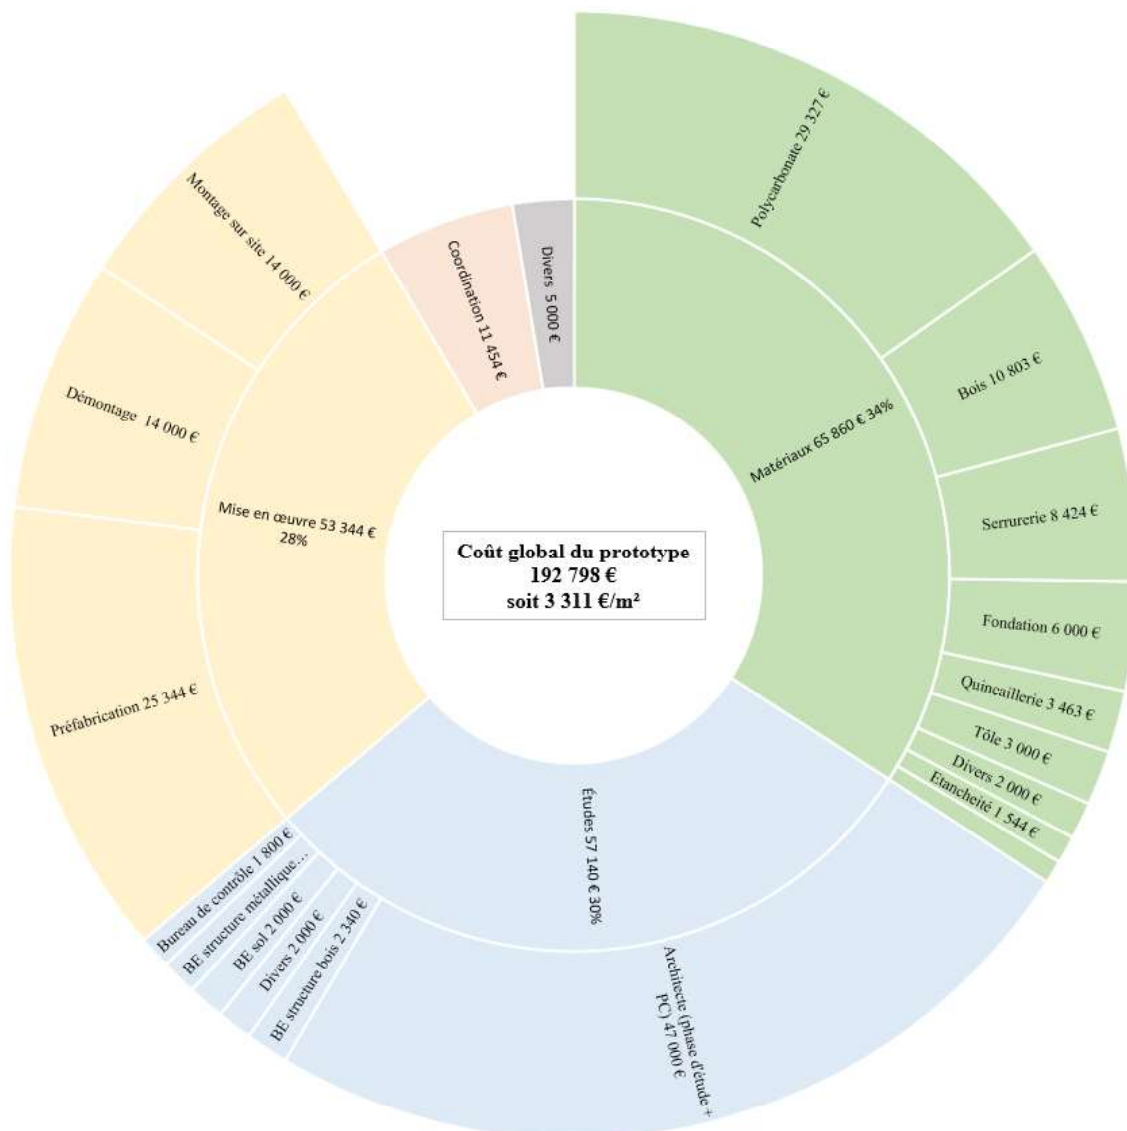 Coût global du prototype
192 798 €
soit 3 311 €/m²
Matériaux 65 860 € 34%
Polycarbonate 29 327 €
Bois 10 803 €
Serrurerie 8 424 €
Fondation 6 000 €
Quincaillerie 3 463 €
Tôle 3 000 €
Divers 2 000 €
Etancheité 1 544 €
Études 57 140 € 30%
Architecte (phase d'étude +
PC) 47 000 €
BE structure bois 2 340 €
Divers 2 000 €
BE sol 2 000 €
BE structure métallique…
Bureau de contrôle 1 800 €
Mise en œuvre 53 344 €
28%
Préfabrication 25 344 €
Démontage 14 000 €
Montage sur site 14 000 €
Coordination 11 454 €
Divers 5 000 €